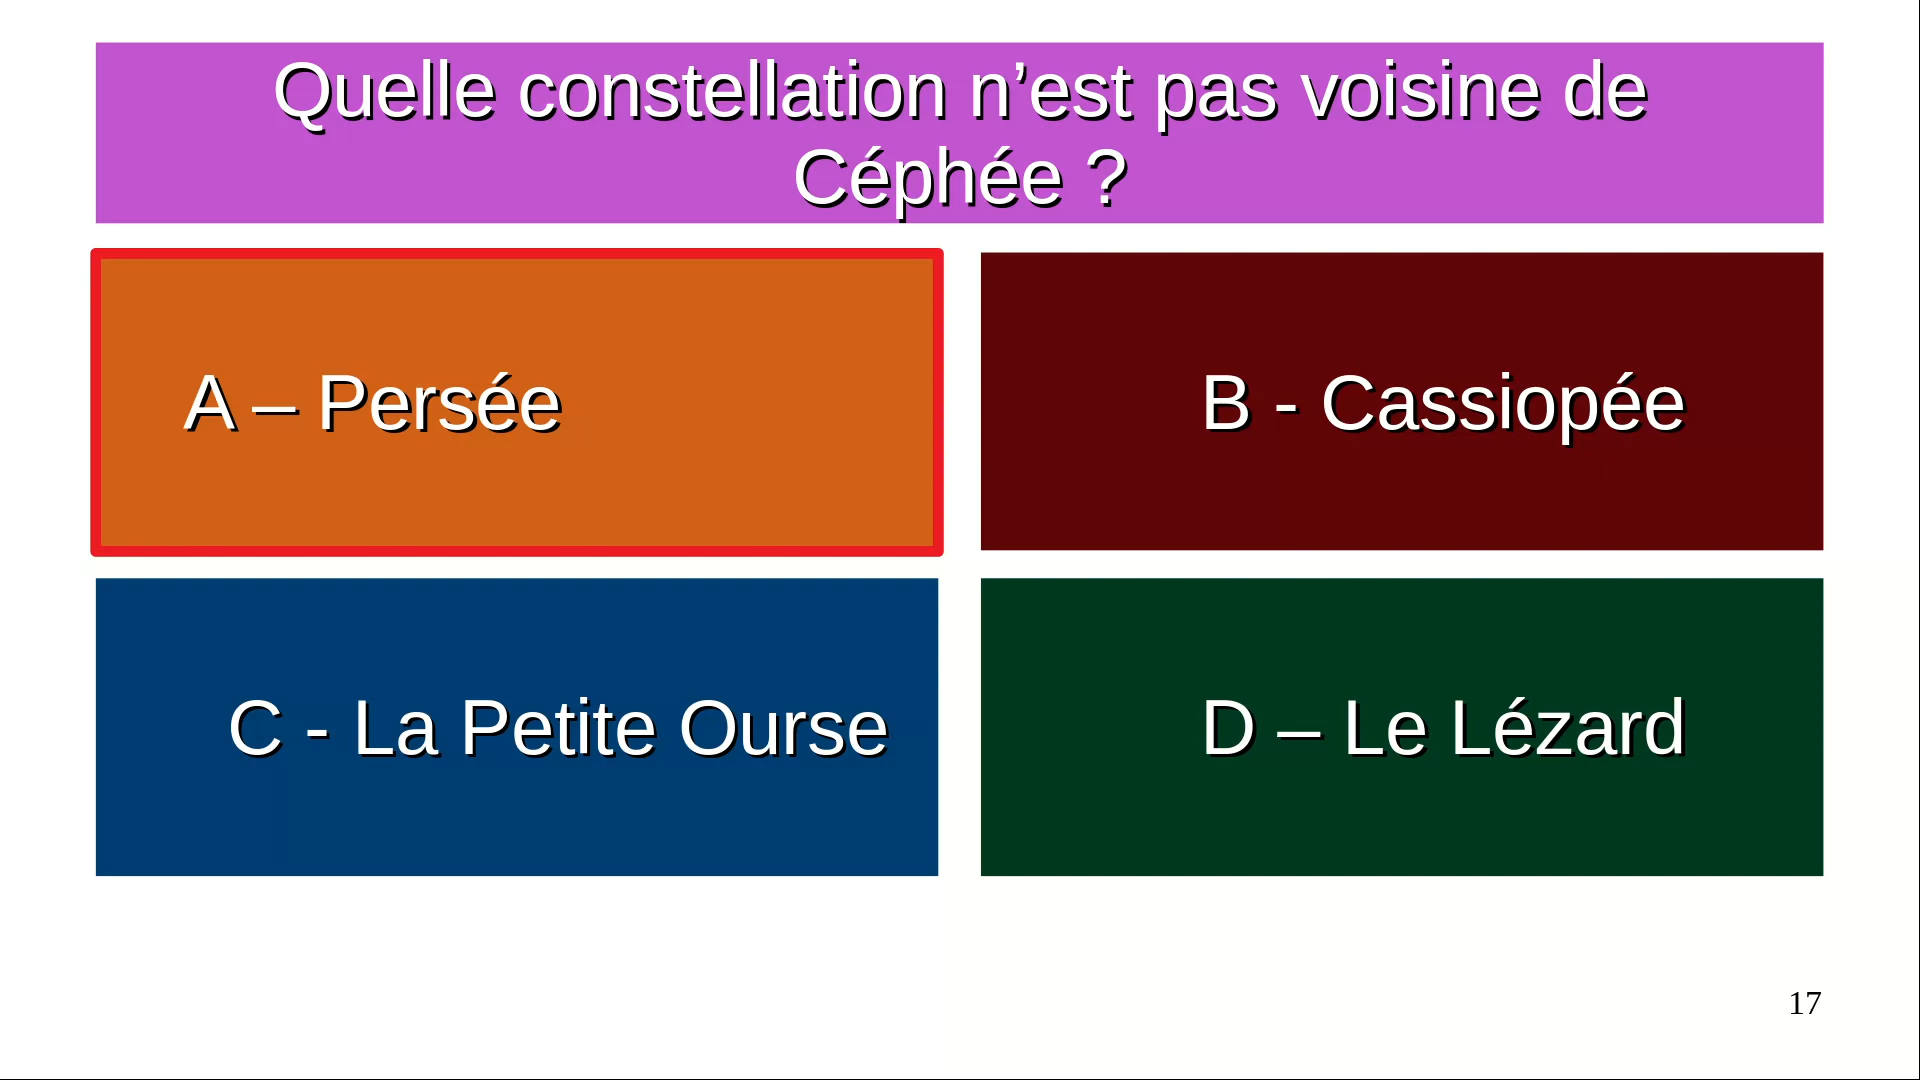 Quelle constellation n’est pas voisine de
Céphée ?
A – Persée
B - Cassiopée
C - La Petite Ourse
D – Le Lézard
17